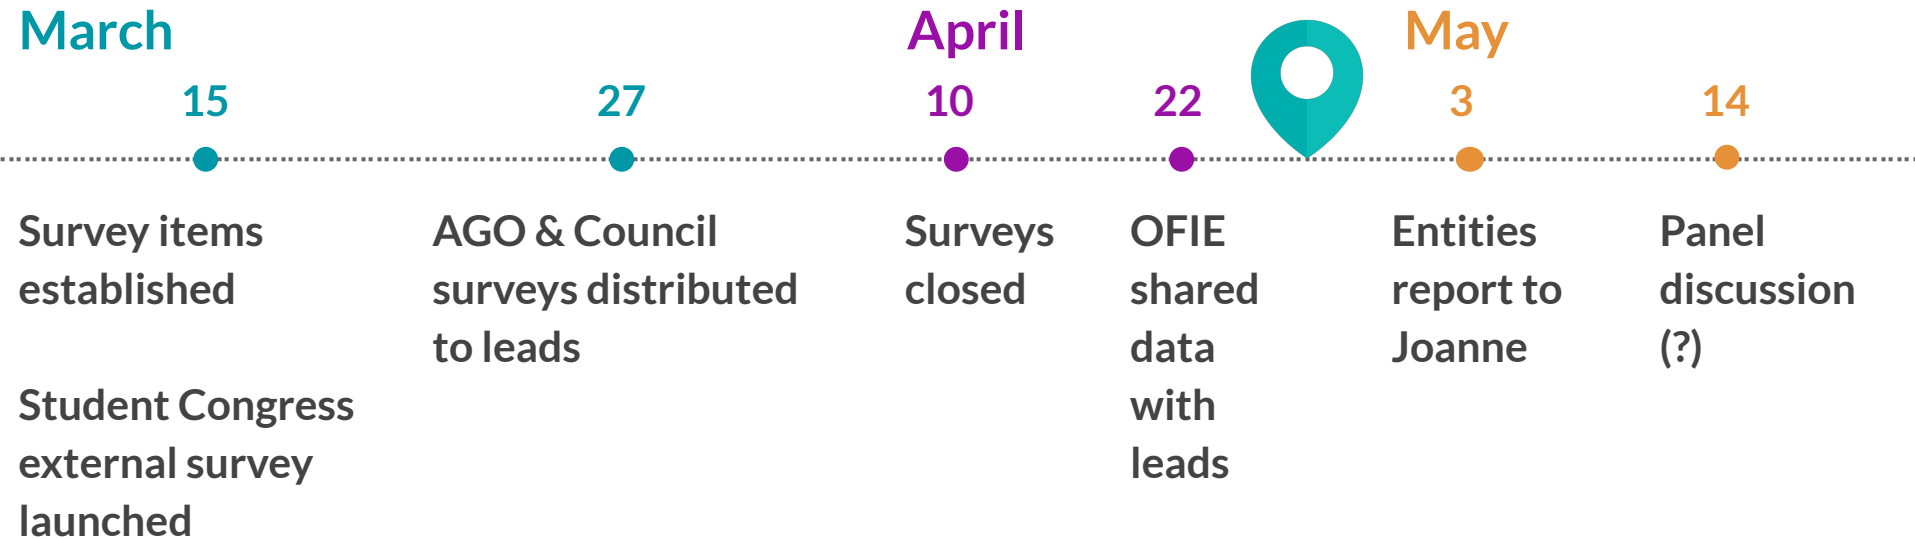 March
April
May
15
27
10
22
3
14
Survey items
established
Student Congress
external survey
launched
AGO & Council
surveys distributed
to leads
Surveys
closed
OFIE
shared
data
with
leads
Entities
report to
Joanne
Panel
discussion
(?)